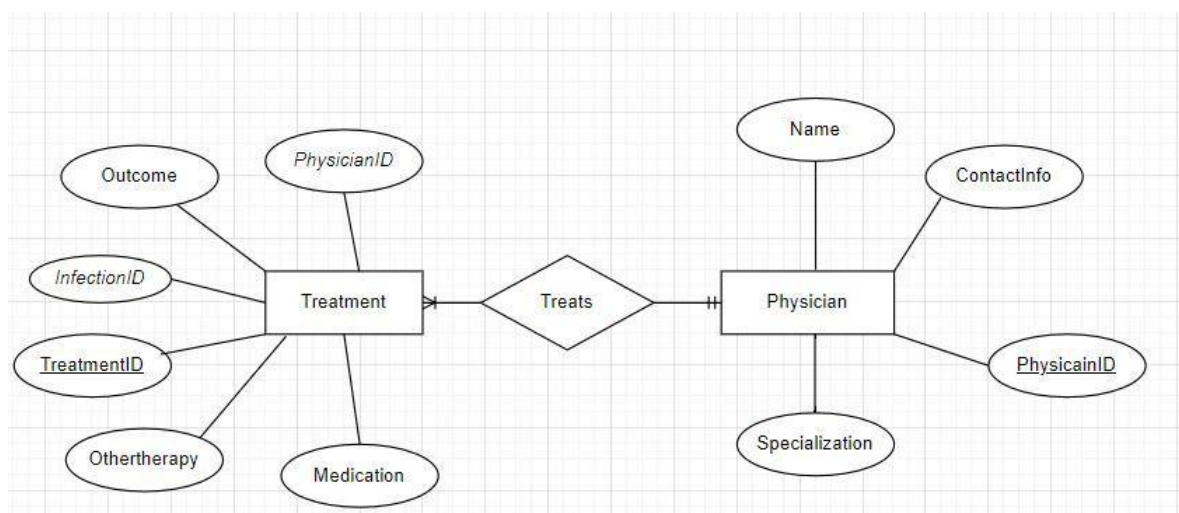 Name
PhysicianID
Outcome
ContactInfo
InfectionID
Treatment
Treats
Physician
TreatmentID
PhysicainID
Othertherapy
Medication
Specialization